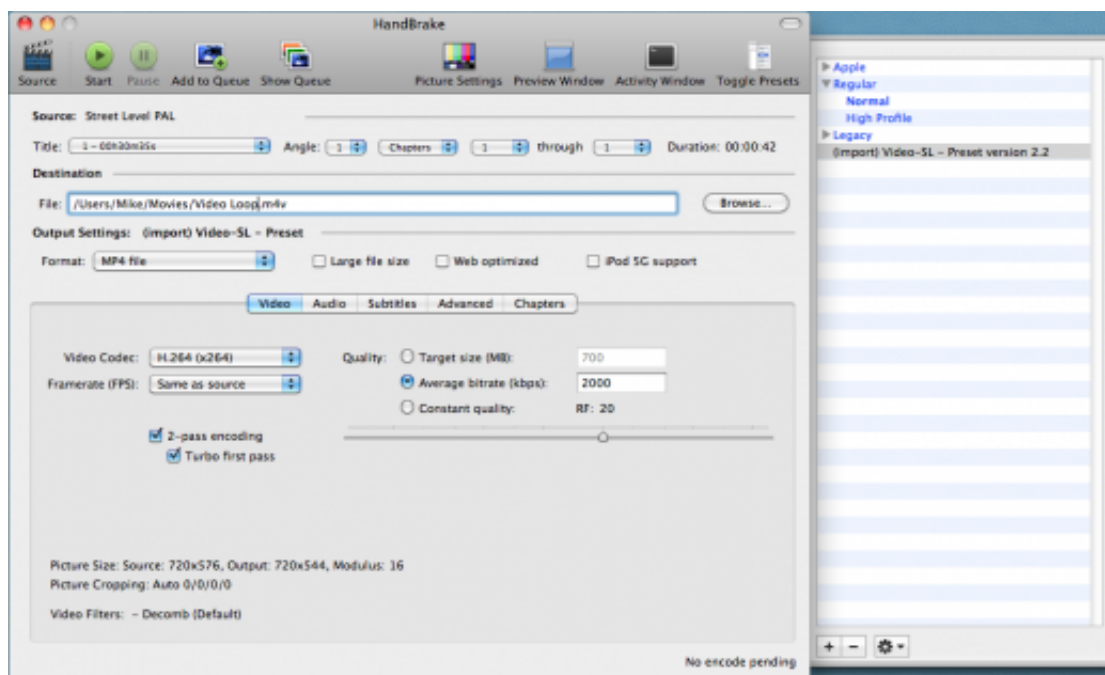 HandBrake
Source Start Pause Add to Queue Show Queue Picture Settings Preview Window Activity Window Toggle Presets
Source: Street Level PAL
Title: 1 - 00h30m35s Angle: 1 Chapters 1 through 1 Duration: 00:00:42
Destination
File: /Users/Mike/Movies/Video Loop.m4v Browse...
Output Settings: (import) Video-SL - Preset
Format: MP4 file Large file size Web optimized iPod 5G support
Video Audio Subtitles Advanced Chapters
Video Codec: H.264 (x264) Quality: Target size (MB): 700
Framerate (FPS): Same as source Average bitrate (kbps): 2000
Constant quality: RF: 20
2-pass encoding
Turbo first pass
Picture Size: Source: 720x576, Output: 720x544, Modulus: 16
Picture Cropping: Auto 0/0/0/0
Video Filters: - Decomb (Default)
No encode pending
Apple
Regular
Normal
High Profile
Legacy
(import) Video-SL - Preset version 2.2